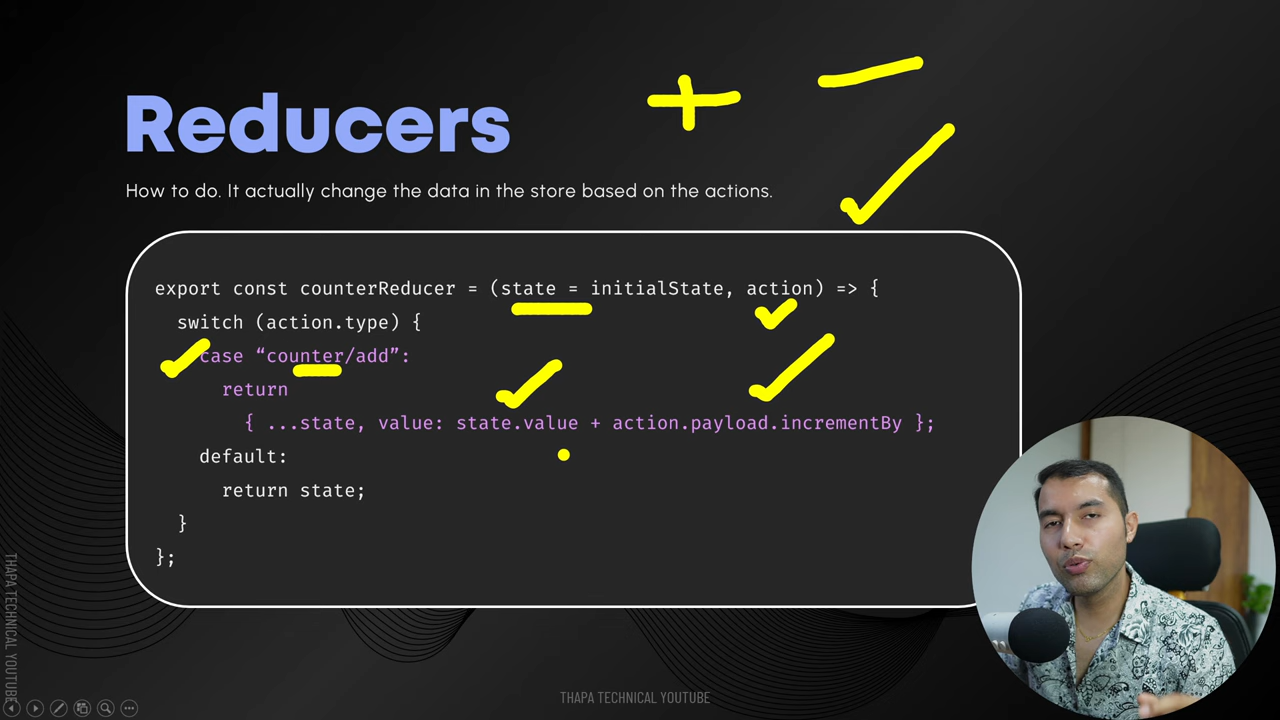 Reducers
How to do. It actually change the data in the store based on the actions.
export const counterReducer = (state = initialState, action) => {
switch (action.type) {
case “counter/add”:
return
{ ...state, value: state.value + action.payload.incrementBy };
default:
return state;
}
};
THAPA TECHNICAL YOUTUBE
THAPA TECHNICAL YOUTUBE